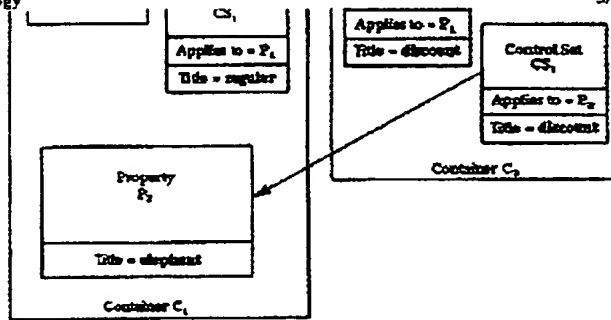 CS₁
Applies to = P₁
Title = regular
Applies to = P₁
Title = discount
Control Set
CS₁
Applies to = P₂
Title = discount
Container C₂
Property
P₂
Title = elephant
Container C₁